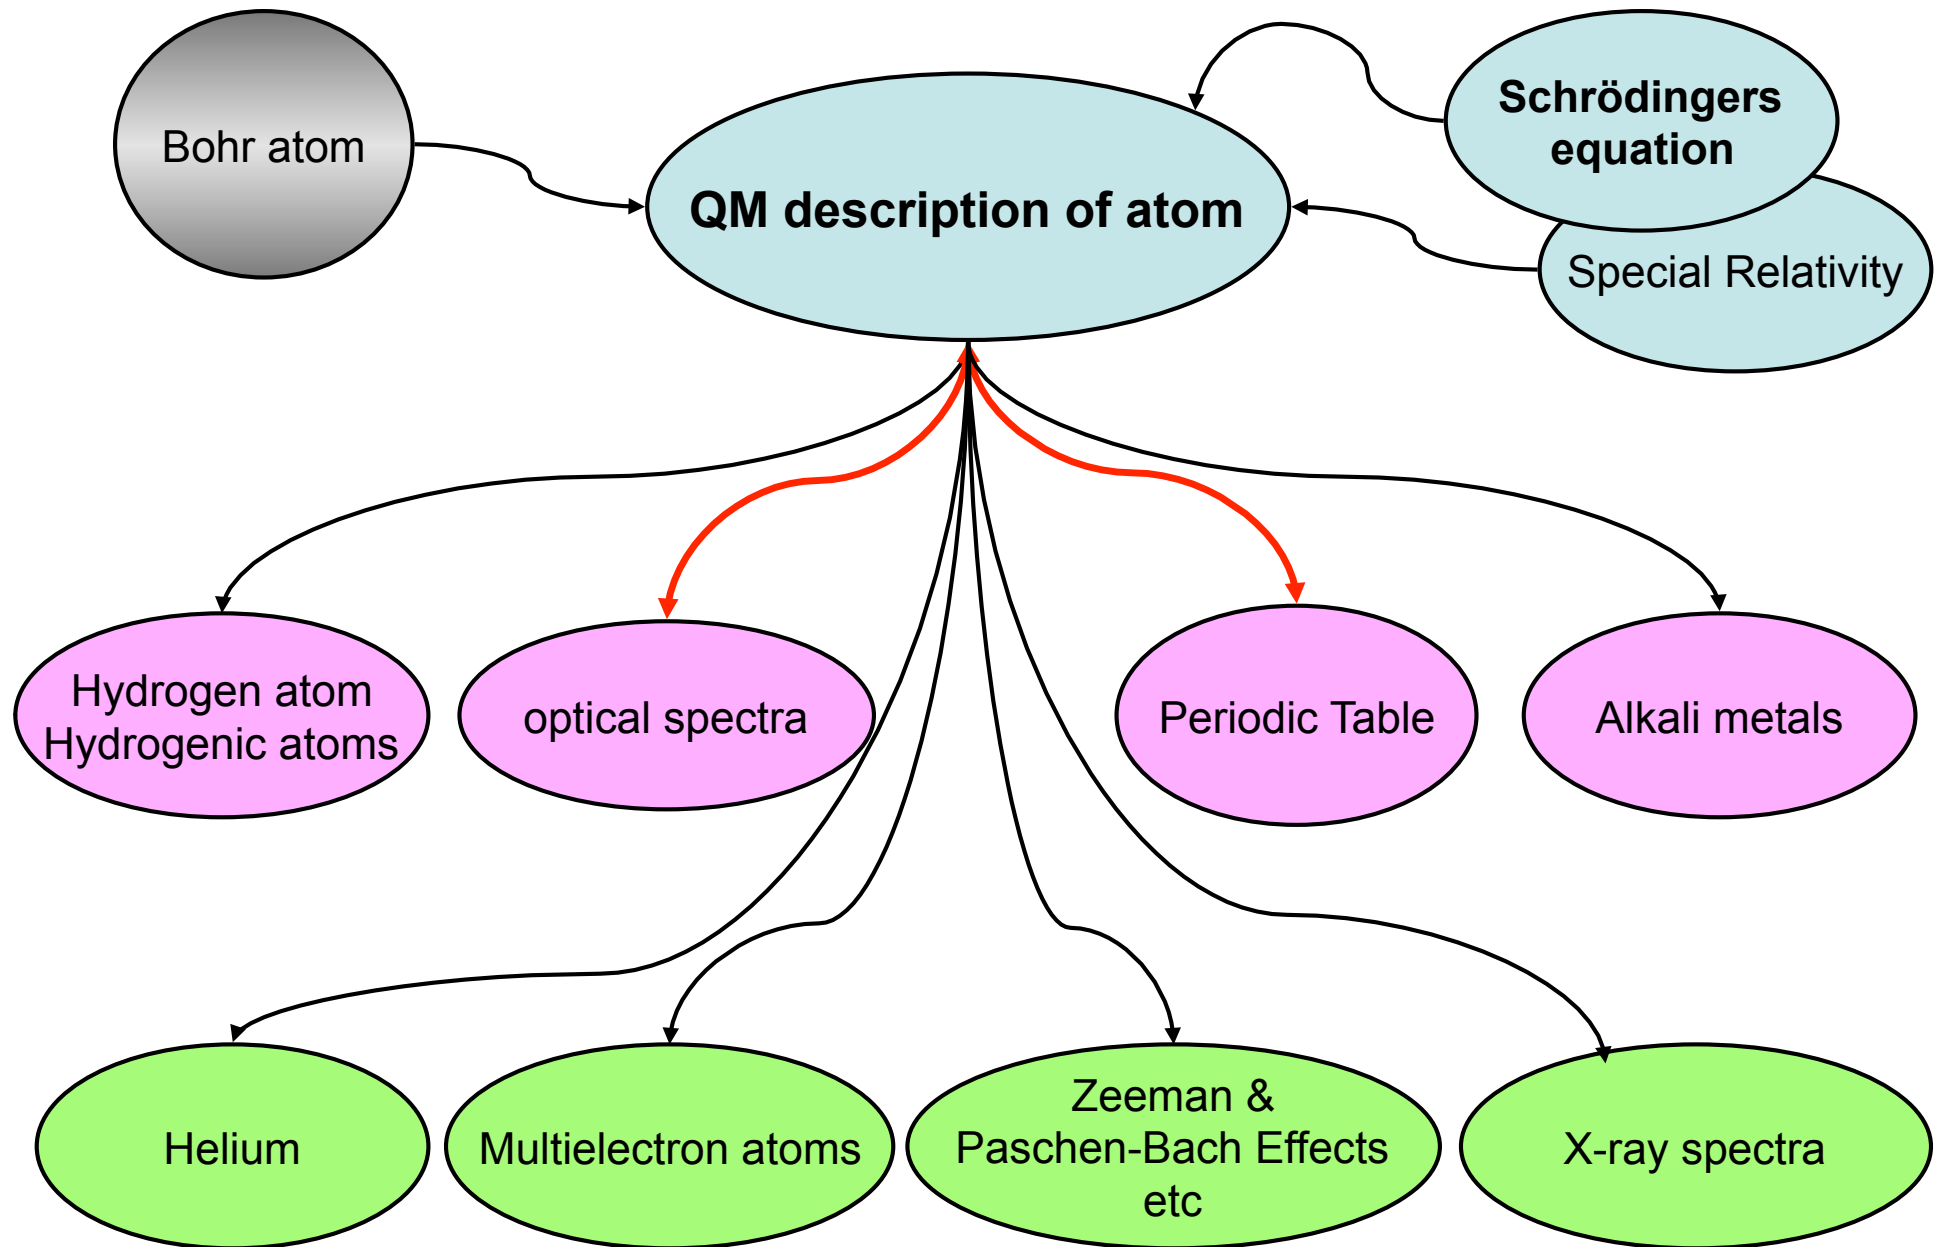 Bohr atom
QM description of atom
Schrödingers
equation
Special Relativity
Hydrogen atom
Hydrogenic atoms
optical spectra
Periodic Table
Alkali metals
Helium
Multielectron atoms
Zeeman &
Paschen-Bach Effects
etc
X-ray spectra